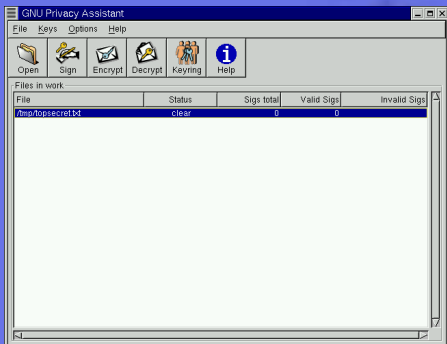 GNU Privacy Assistant
File Keys Options Help
Open Sign Encrypt Decrypt Keyring Help
Files in work
File Status Sigs total Valid Sigs Invalid Sigs
/tmp/topsecret.txt clear 0 0